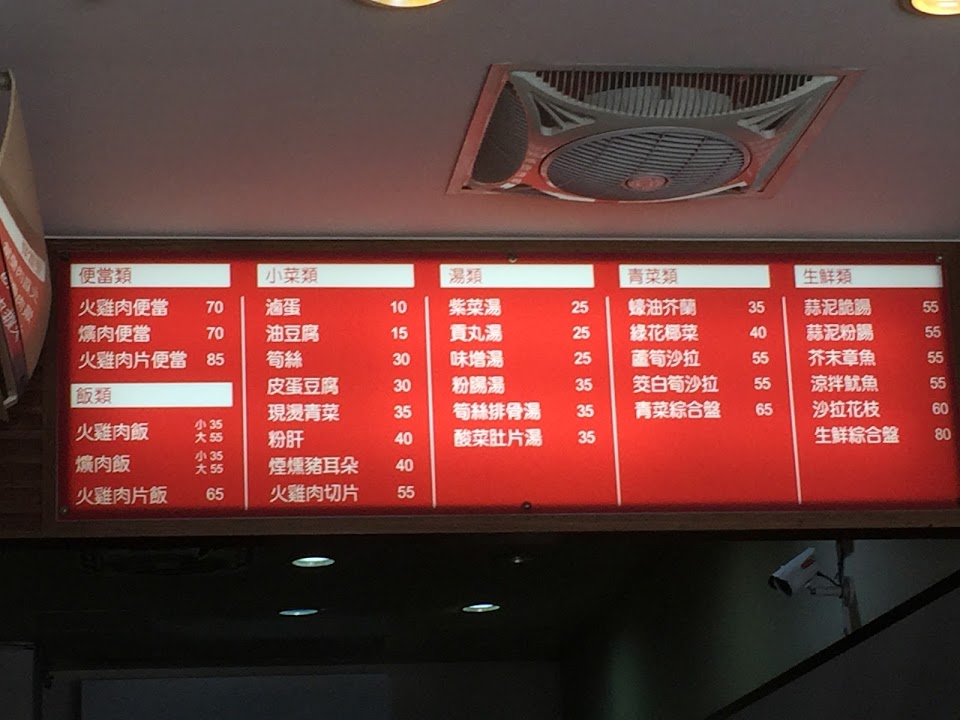 便當類
火雞肉便當 70
爌肉便當 70
火雞肉片便當 85
飯類
火雞肉飯 小35
大55
爌肉飯 小35
大55
火雞肉片飯 65
小菜類
滷蛋 10
油豆腐 15
筍絲 30
皮蛋豆腐 30
現燙青菜 35
粉肝 40
煙燻豬耳朵 40
火雞肉切片 55
湯類
紫菜湯 25
貢丸湯 25
味增湯 25
粉腸湯 35
筍絲排骨湯 35
酸菜肚片湯 35
青菜類
蠔油芥蘭 35
綠花椰菜 40
蘆筍沙拉 55
筊白筍沙拉 55
青菜綜合盤 65
生鮮類
蒜泥脆腸 55
蒜泥粉腸 55
芥末章魚 55
涼拌魷魚 55
沙拉花枝 60
生鮮綜合盤 80